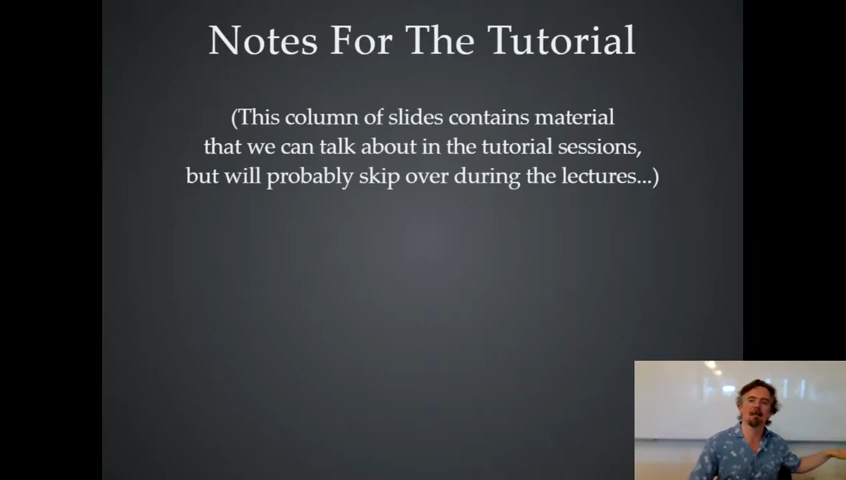 Notes For The Tutorial
(This column of slides contains material
that we can talk about in the tutorial sessions,
but will probably skip over during the lectures...)